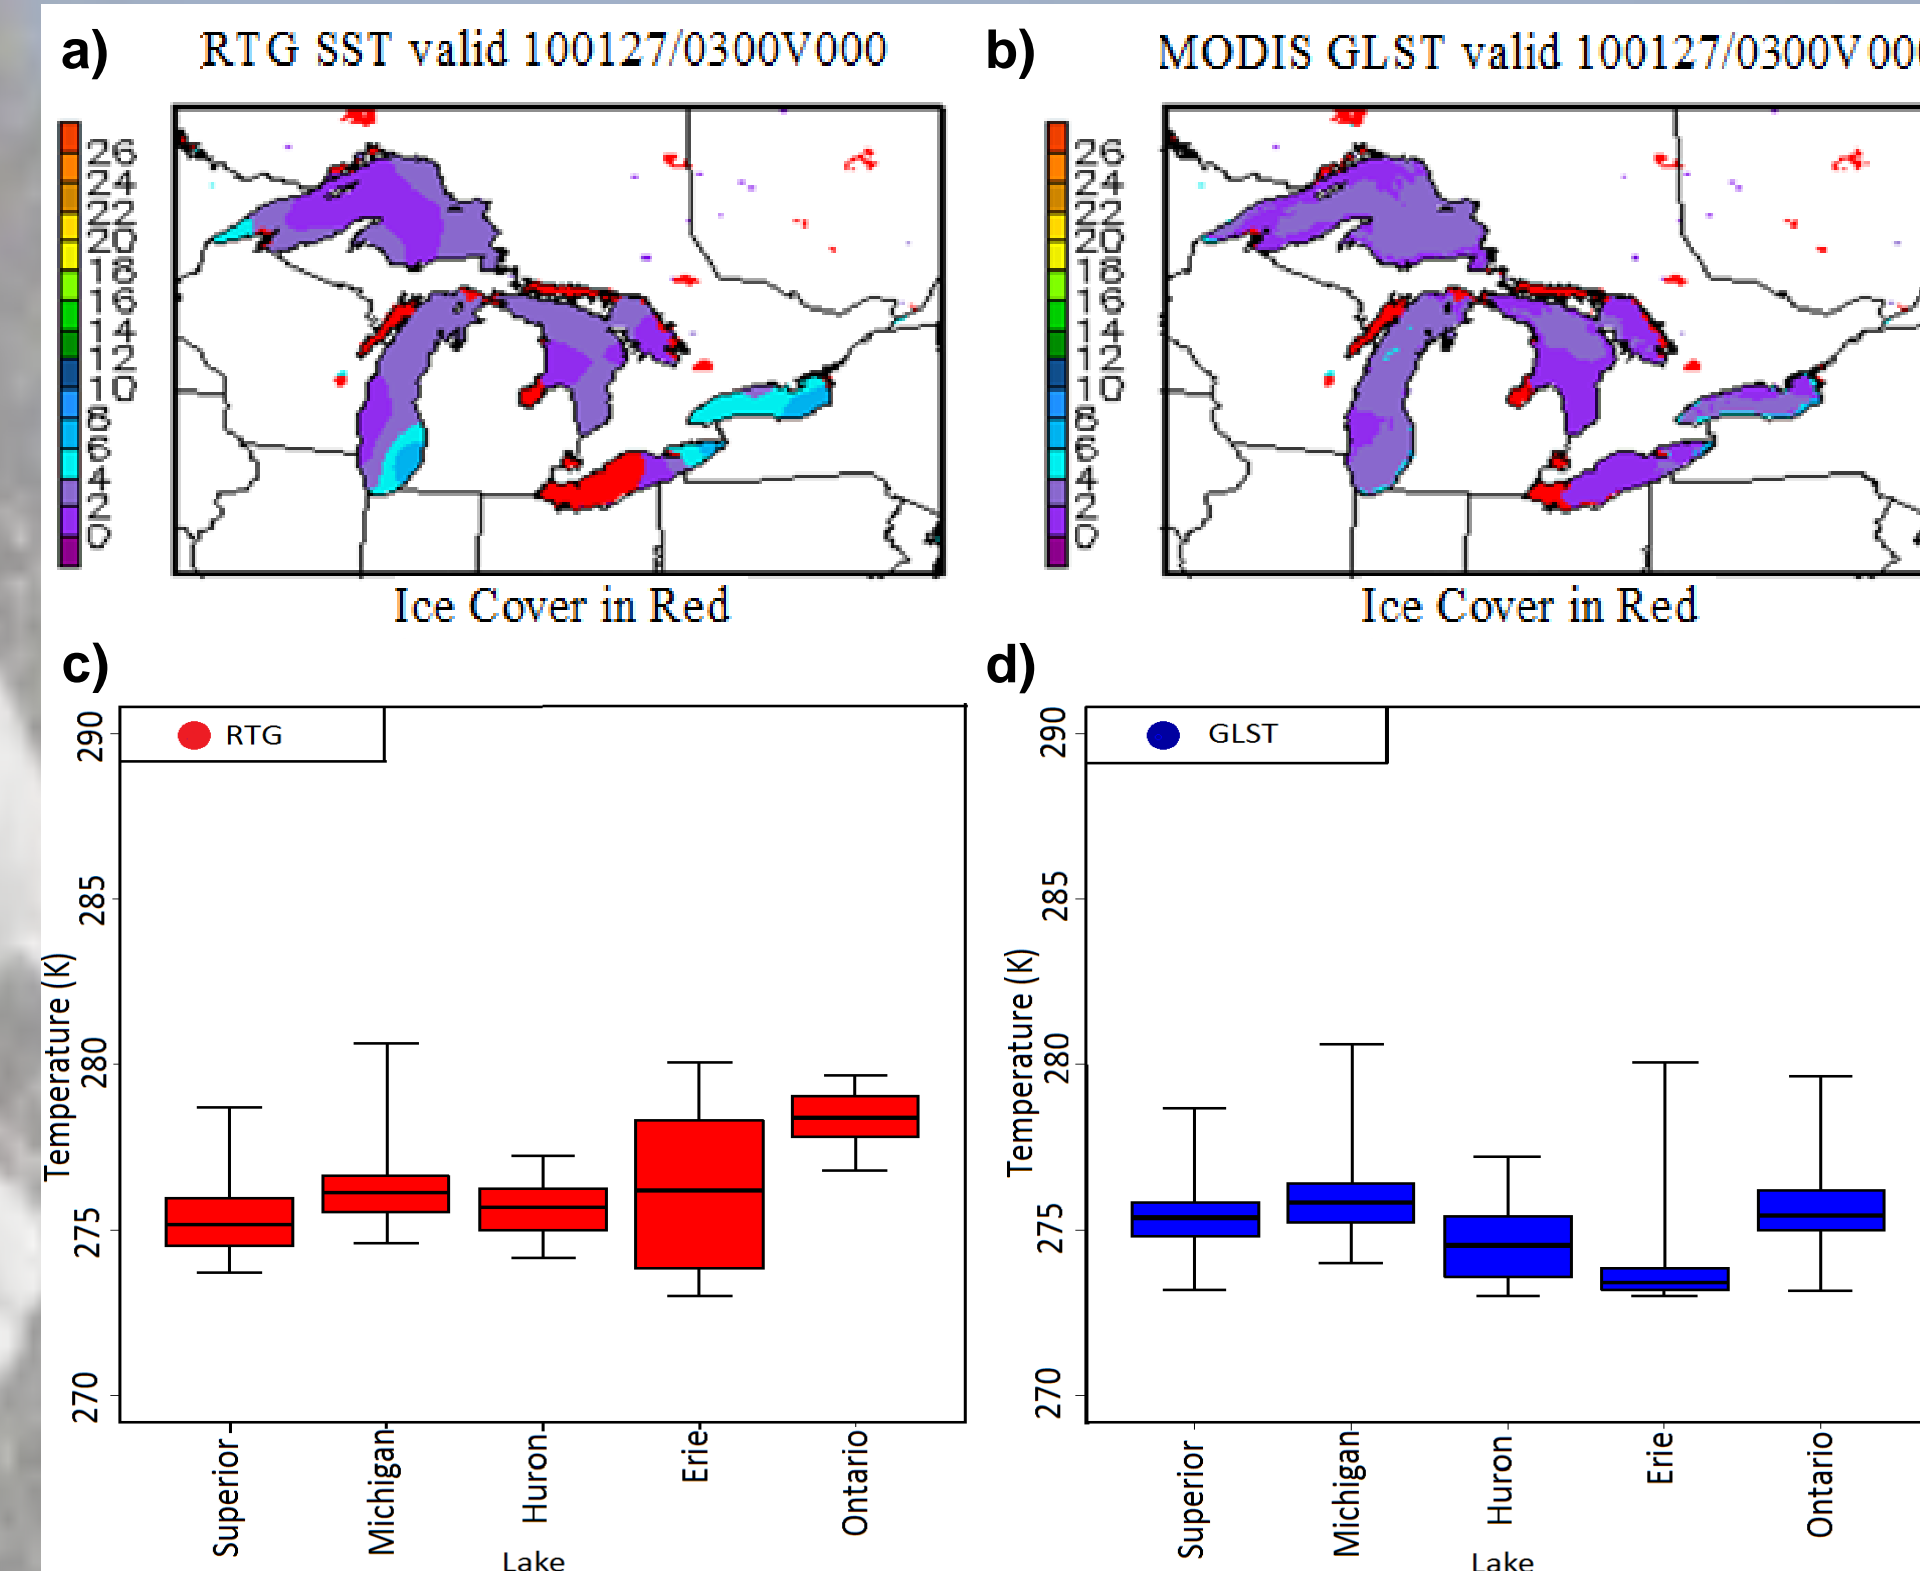 a)
RTG SST valid 100127/0300V000
26
24
22
20
18
16
14
12
10
8
6
4
2
0
Ice Cover in Red
b)
MODIS GLST valid 100127/0300V00
26
24
22
20
18
16
14
12
10
8
6
4
2
0
Ice Cover in Red
c)
RTG
290
285
280
275
270
Temperature (K)
Superior
Michigan
Huron
Erie
Ontario
Lake
d)
GLST
290
285
280
275
270
Temperature (K)
Superior
Michigan
Huron
Erie
Ontario
Lake